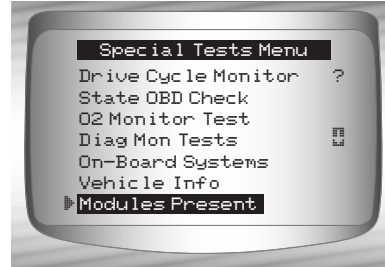 Special Tests Menu
Drive Cycle Monitor ?
State OBD Check
O2 Monitor Test
Diag Mon Tests
On-Board Systems
Vehicle Info
Modules Present